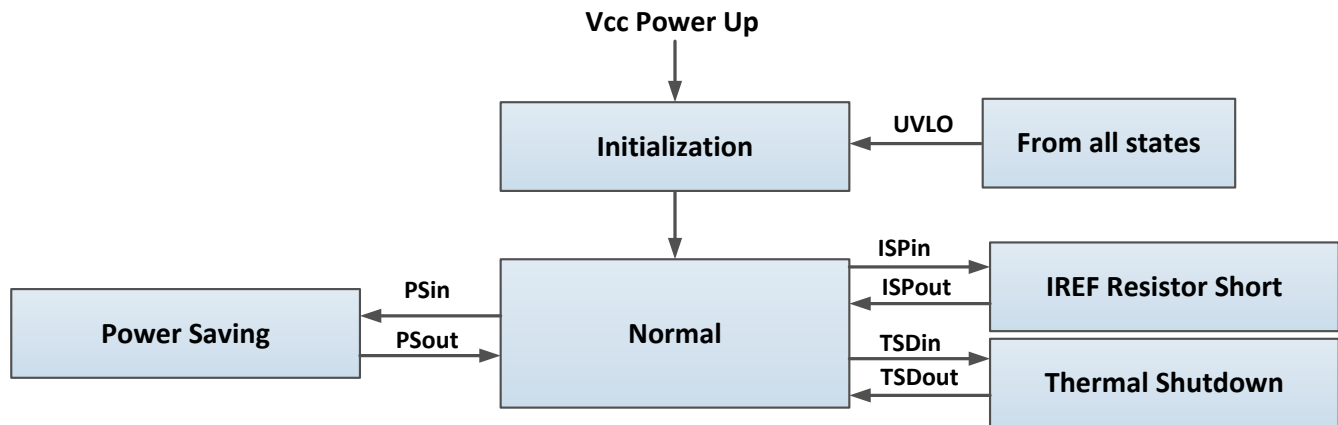 Vcc Power Up
Initialization
UVLO
From all states
Power Saving
PSin
PSout
Normal
ISPin
ISPout
IREF Resistor Short
TSDin
TSDout
Thermal Shutdown